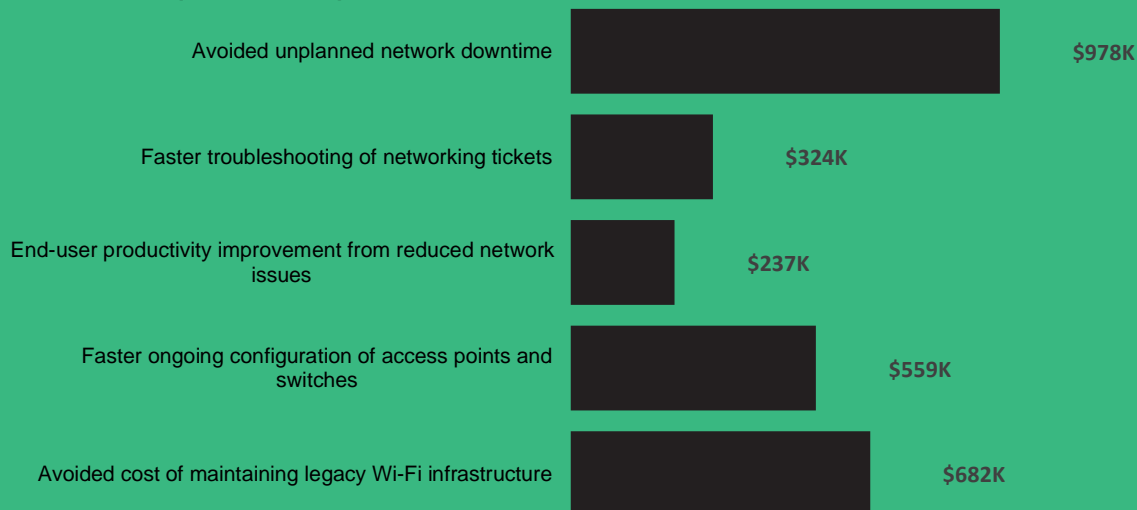 Avoided unplanned network downtime
$978K
Faster troubleshooting of networking tickets
$324K
End-user productivity improvement from reduced network
issues
$237K
Faster ongoing configuration of access points and
switches
$559K
Avoided cost of maintaining legacy Wi-Fi infrastructure
$682K